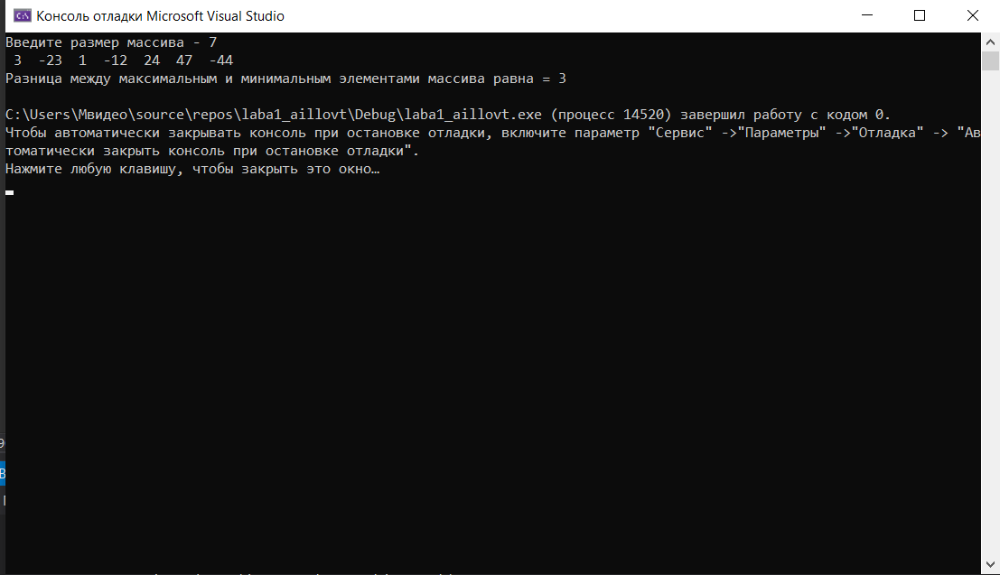 Консоль отладки Microsoft Visual Studio
Введите размер массива - 7
3  -23  1  -12  24  47  -44
Разница между максимальным и минимальным элементами массива равна = 3
C:\Users\Мвидео\source\repos\laba1_aillovt\Debug\laba1_aillovt.exe (процесс 14520) завершил работу с кодом 0.
Чтобы автоматически закрывать консоль при остановке отладки, включите параметр "Сервис" ->"Параметры" ->"Отладка" -> "Ав
томатически закрыть консоль при остановке отладки".
Нажмите любую клавишу, чтобы закрыть это окно…